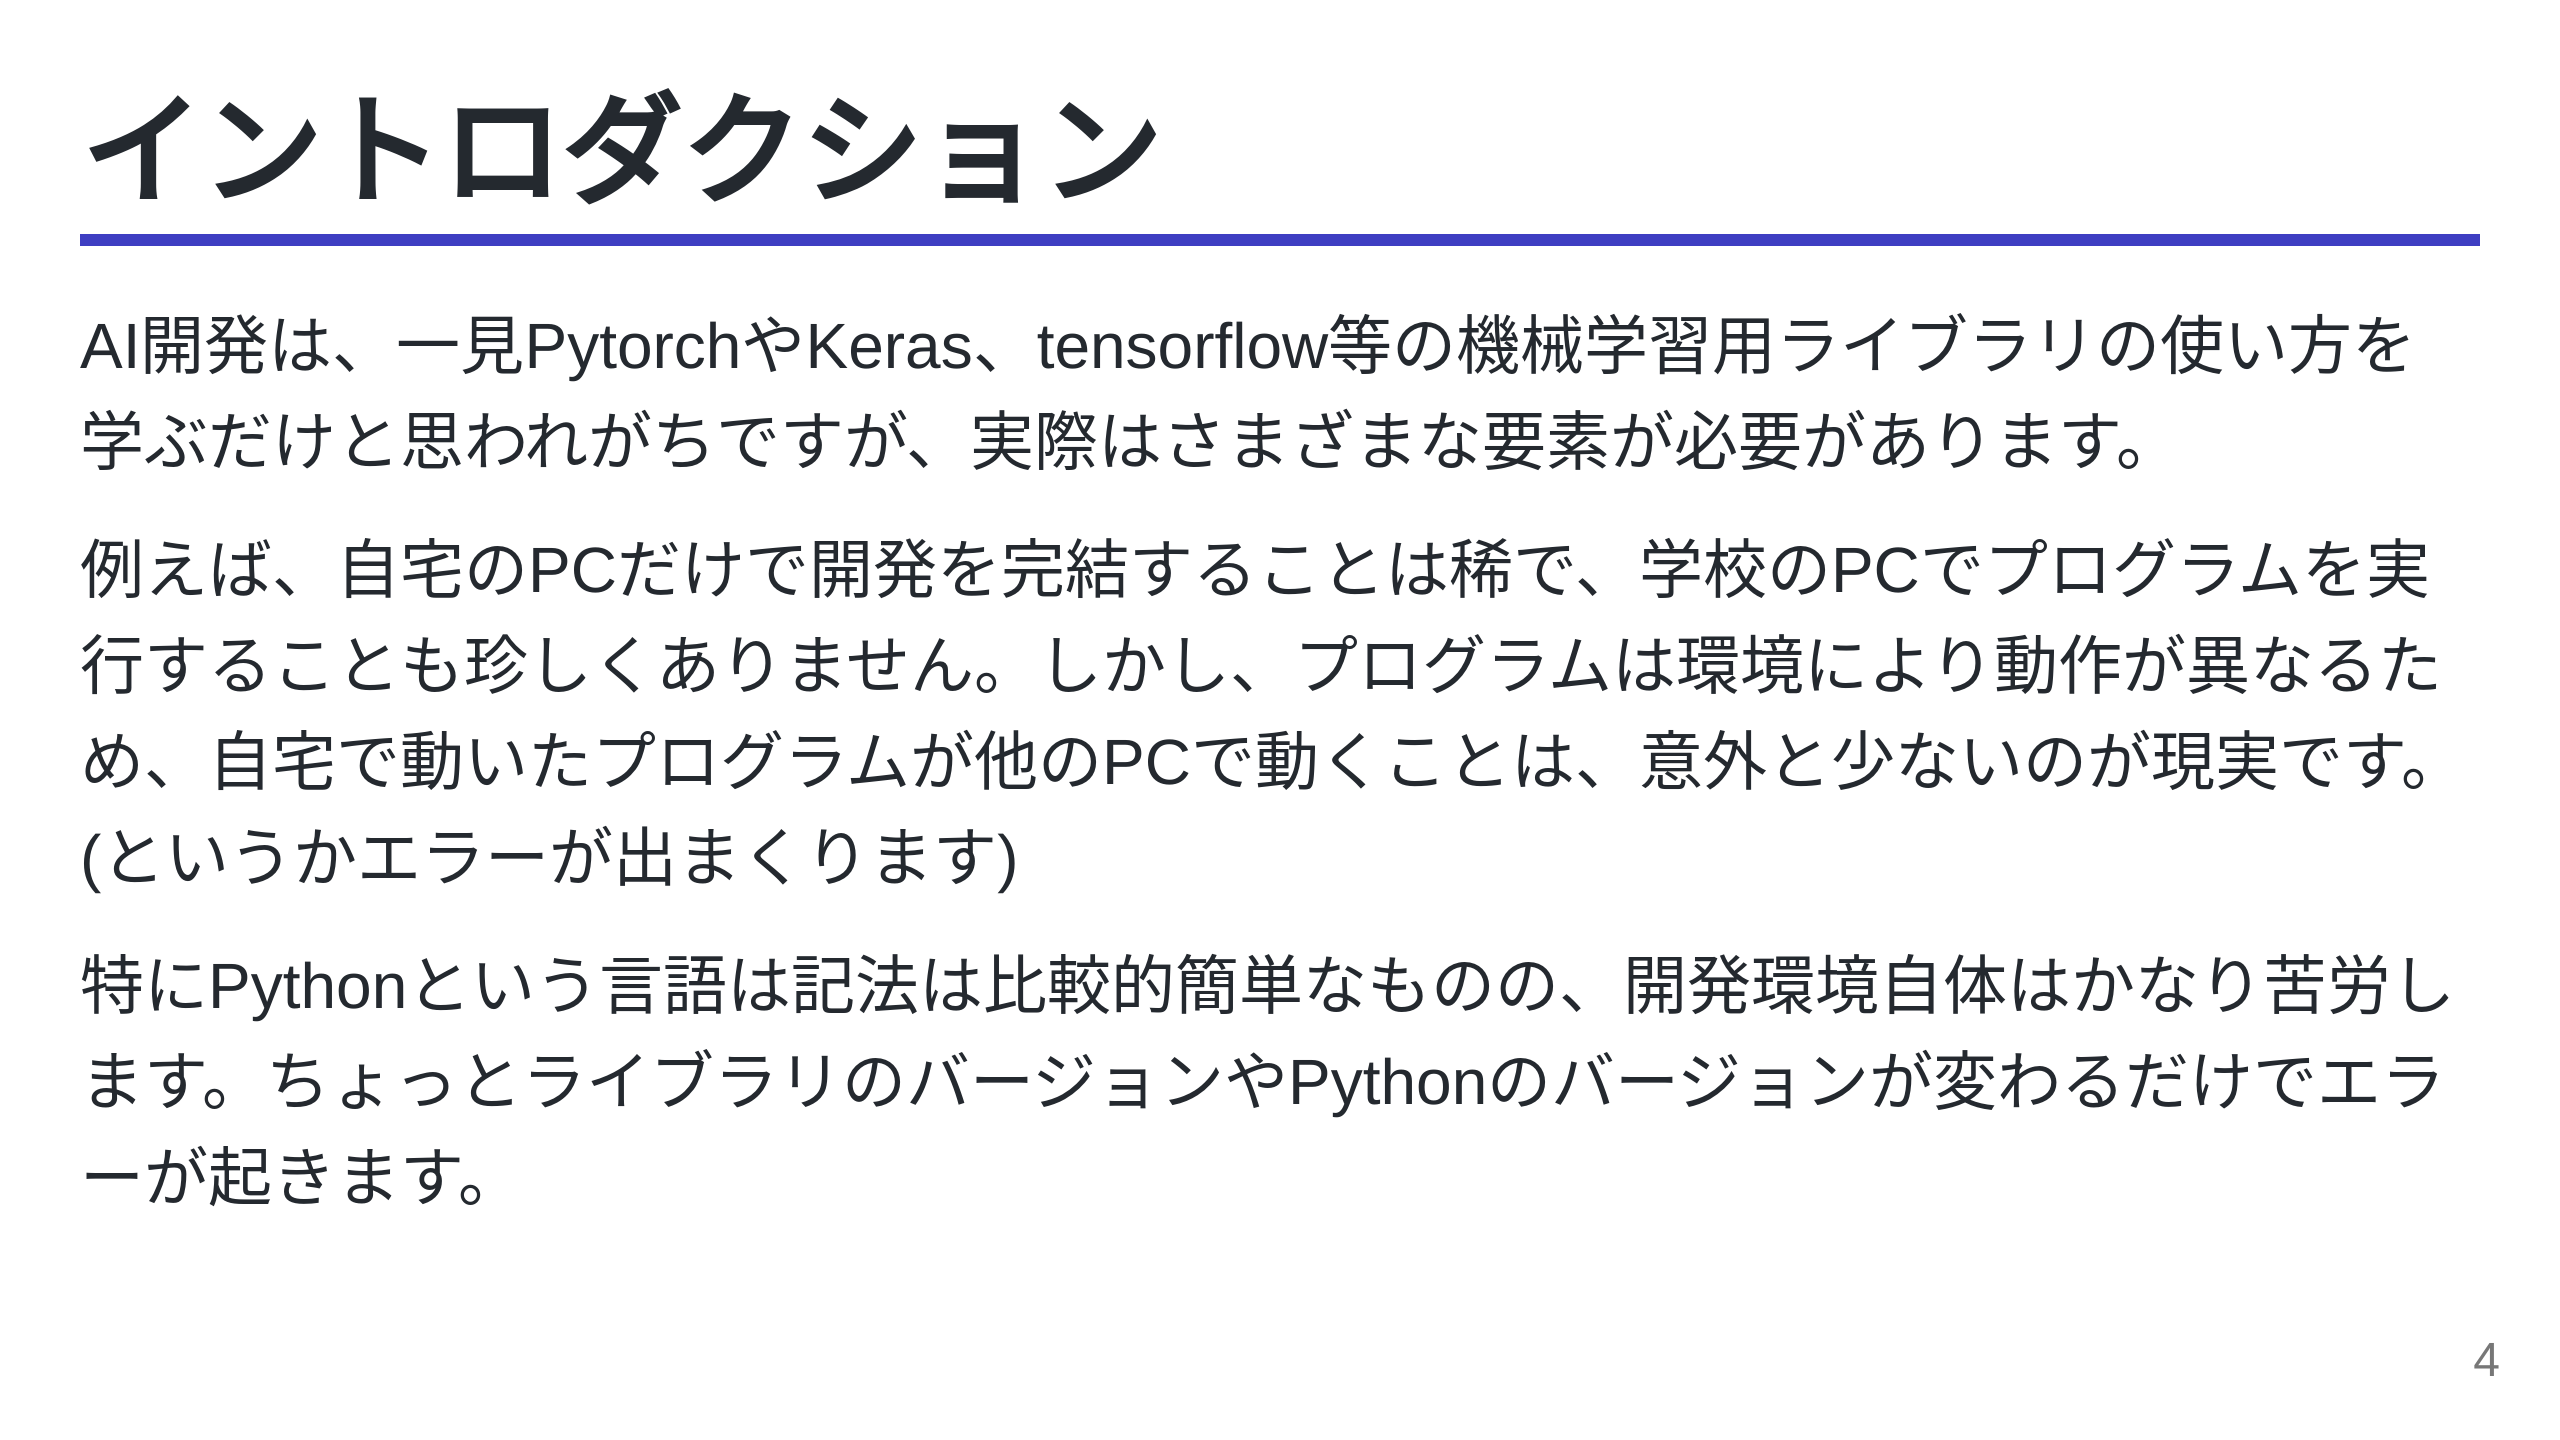 イントロダクション
AI開発は、一見PytorchやKeras、tensorflow等の機械学習用ライブラリの使い方を
学ぶだけと思われがちですが、実際はさまざまな要素が必要があります。
例えば、自宅のPCだけで開発を完結することは稀で、学校のPCでプログラムを実
行することも珍しくありません。しかし、プログラムは環境により動作が異なるた
め、自宅で動いたプログラムが他のPCで動くことは、意外と少ないのが現実です。
(というかエラーが出まくります)
特にPythonという言語は記法は比較的簡単なものの、開発環境自体はかなり苦労し
ます。ちょっとライブラリのバージョンやPythonのバージョンが変わるだけでエラ
ーが起きます。
4